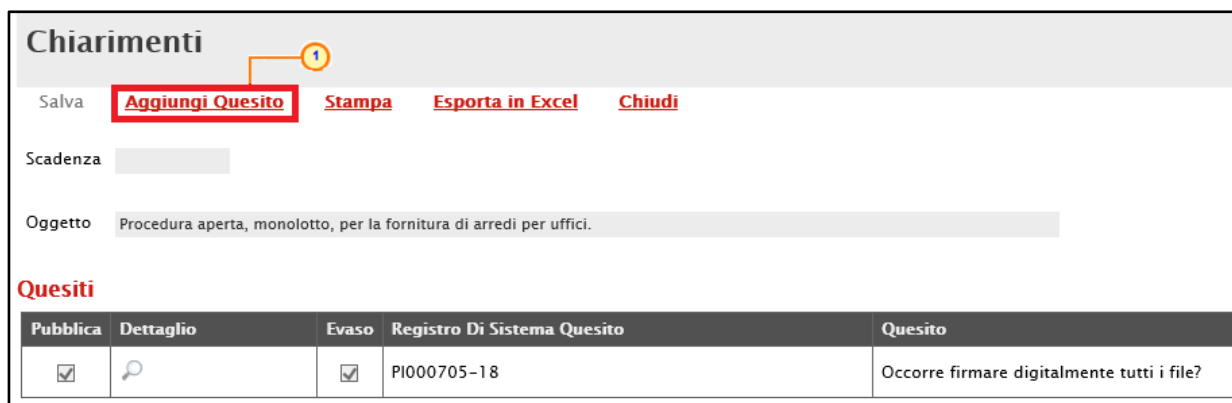 Chiarimenti
1
Salva Aggiungi Quesito Stampa Esporta in Excel Chiudi
Scadenza
Oggetto Procedura aperta, monolotto, per la fornitura di arredi per uffici.
Quesiti
Pubblica Dettaglio Evaso Registro Di Sistema Quesito Quesito
PI000705-18 Occorre firmare digitalmente tutti i file?